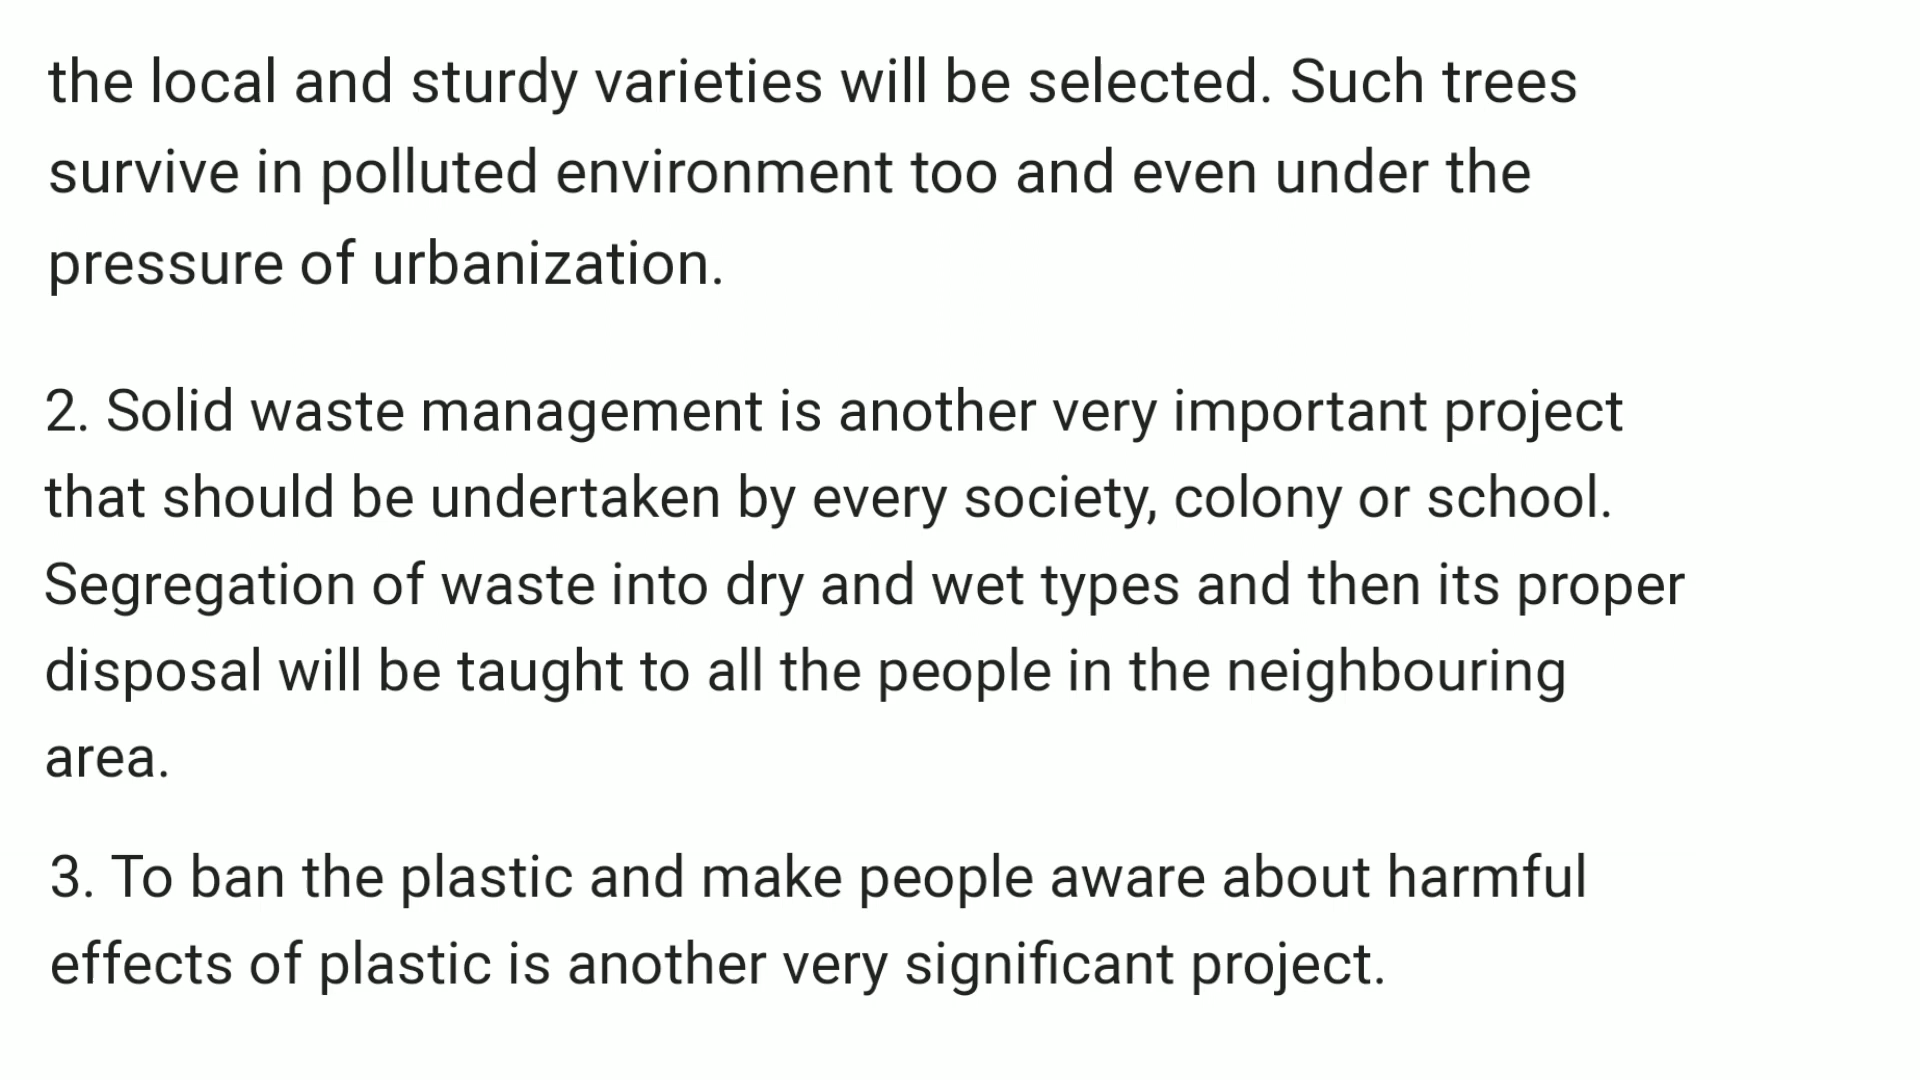 the local and sturdy varieties will be selected. Such trees
survive in polluted environment too and even under the
pressure of urbanization.
2. Solid waste management is another very important project
that should be undertaken by every society, colony or school.
Segregation of waste into dry and wet types and then its proper
disposal will be taught to all the people in the neighbouring
area.
3. To ban the plastic and make people aware about harmful
effects of plastic is another very significant project.